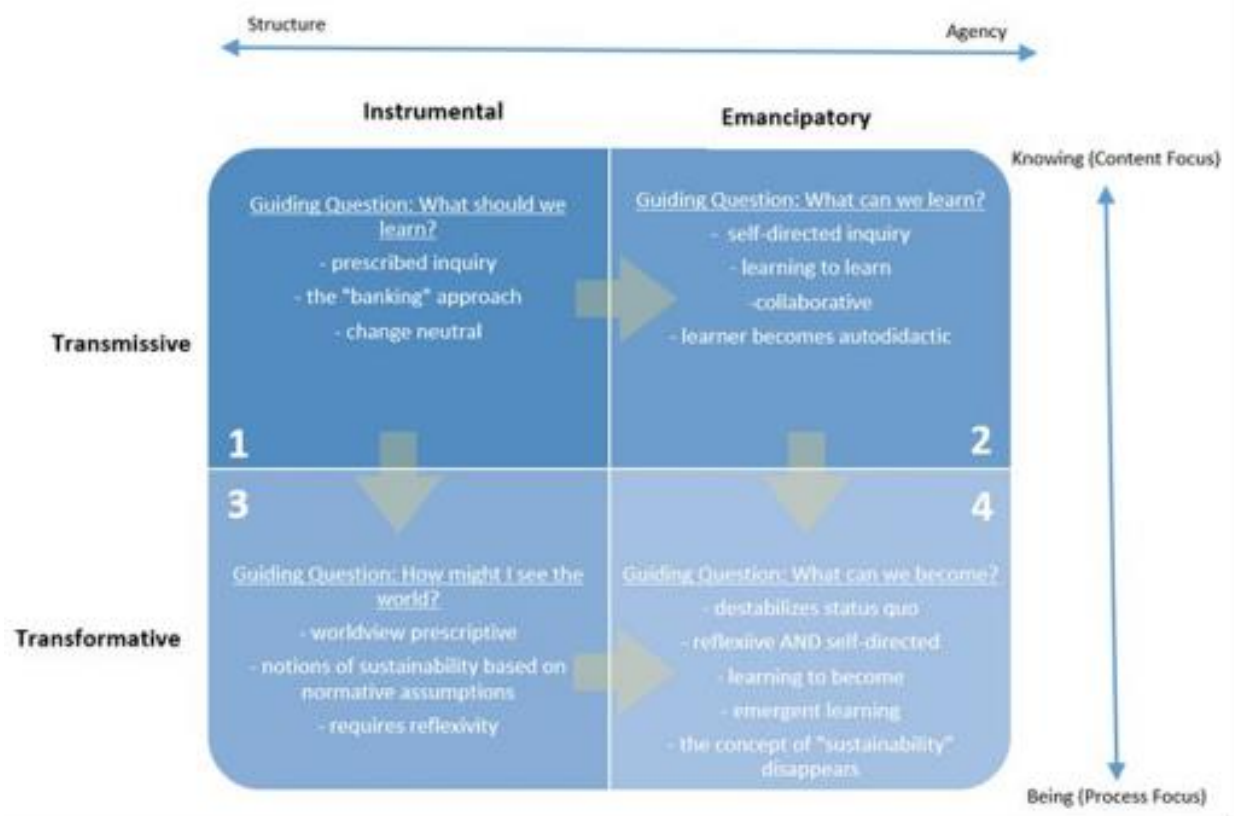 Structure
Agency
Instrumental
Emancipatory
Knowing (Content Focus)
Guiding Question: What should we
learn?
- prescribed inquiry
- the "banking" approach
- change neutral
Guiding Question: What can we learn?
- self-directed inquiry
- learning to learn
-collaborative
- learner becomes autodidactic
Transmissive
1
2
3
4
Guiding Question: How might I see the
world?
- worldview prescriptive
- notions of sustainability based on
normative assumptions
- requires reflexivity
Guiding Question: What can we become?
- destabilizes status quo
- reflexiive AND self-directed
- learning to become
- emergent learning
- the concept of "sustainability"
disappears
Transformative
Being (Process Focus)